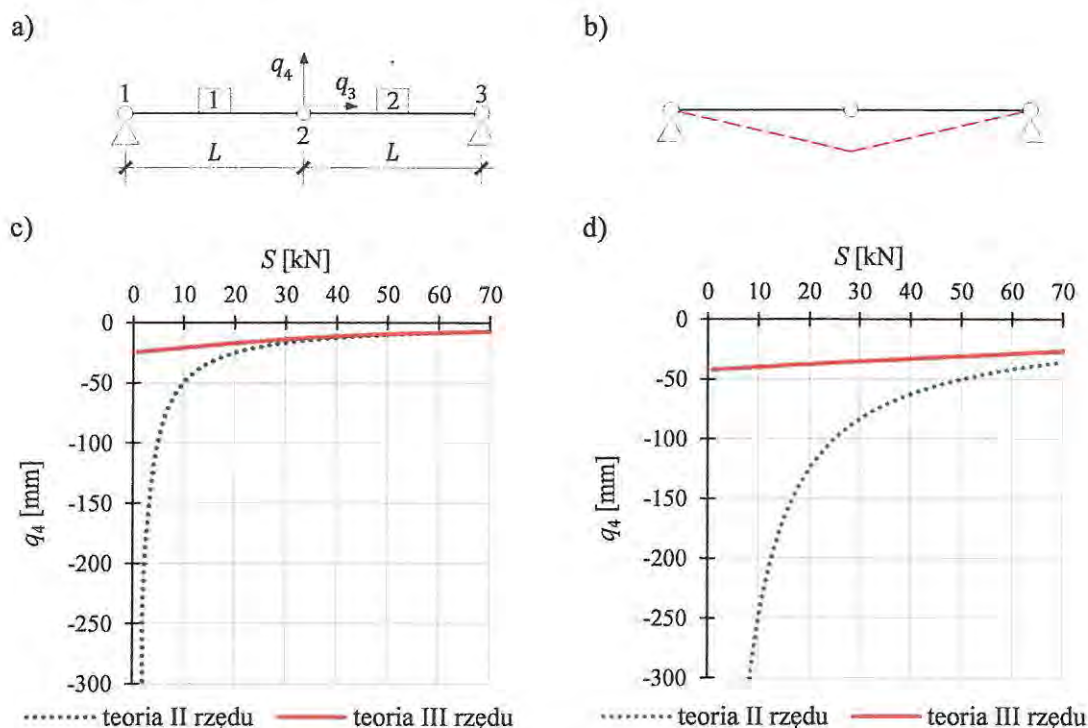 a)
b)
q4
q3
1
1
2
3
2
L
L
c)
d)
S [kN]
0 10 20 30 40 50 60 70
0
-50
-100
-150
-200
-250
-300
q4 [mm]
teoria II rzędu
teoria III rzędu
S [kN]
0 10 20 30 40 50 60 70
0
-50
-100
-150
-200
-250
-300
q4 [mm]
teoria II rzędu
teoria III rzędu